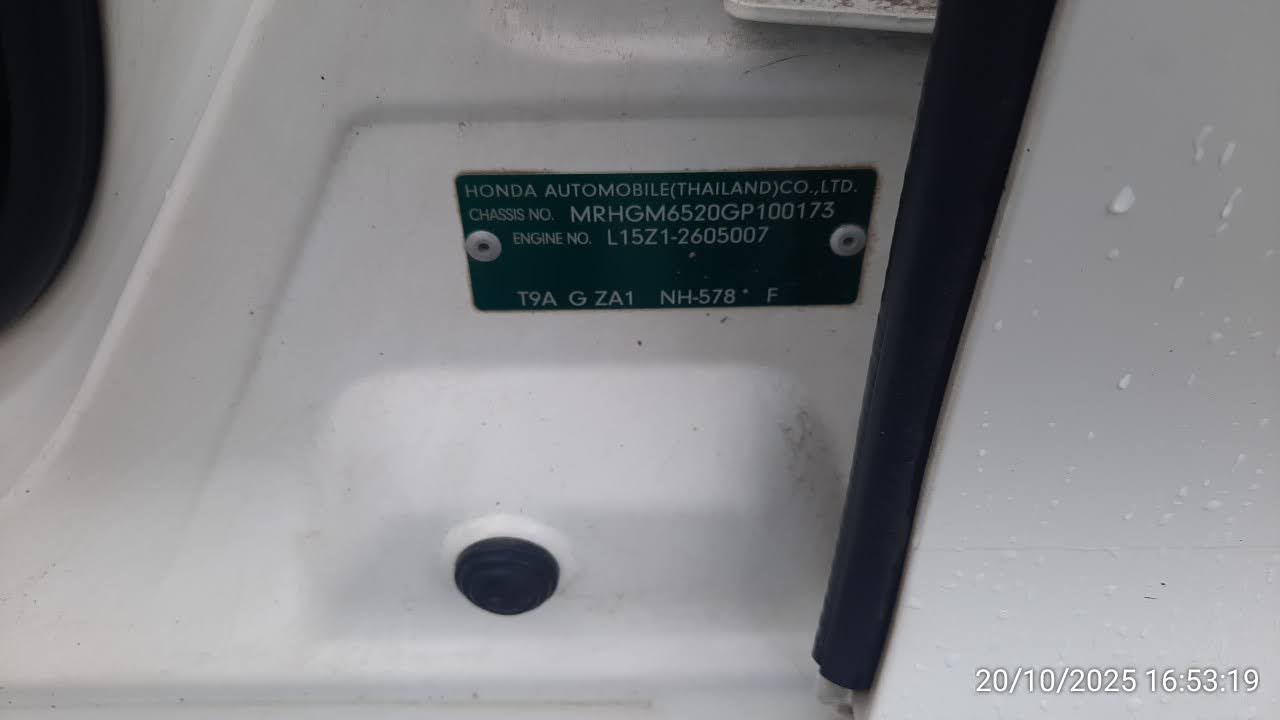 HONDA AUTOMOBILE(THAILAND)CO.,LTD.
CHASSIS NO. MRHGM6520GP100173
ENGINE NO. L15Z1-2605007
T9A G ZA1 NH-578* F
20/10/2025 16:53:19